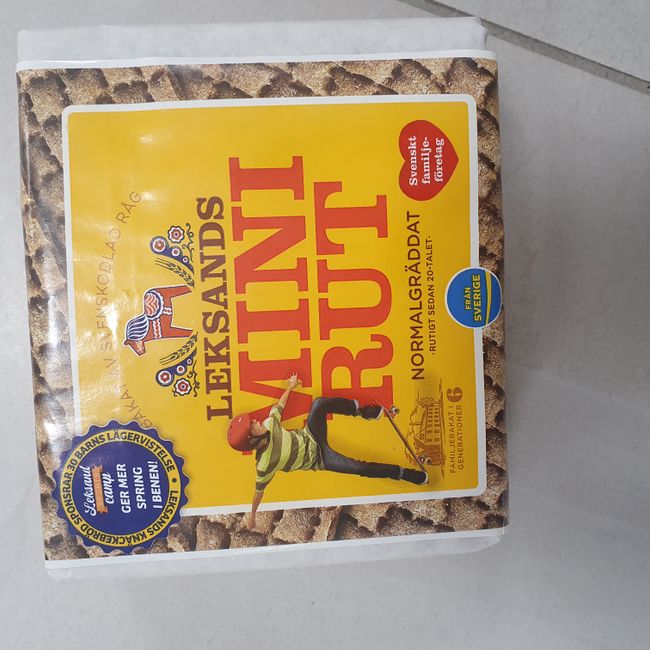 BAKAT AV SVENSKODLAD RÅG
LEKSANDS
MINI
RUT
NORMALGRÄDDAT
·RUTIGT SEDAN 20-TALET·
Svenskt
familje-
företag
FRÅN
SVERIGE
FAMILJEBAKAT I
GENERATIONER
6
LEKSANDS KNÄCKEBRÖD SPONSRAR 30 BARNS LÄGERVISTELSE
Leksand
camp
GER MER
SPRING
I BENEN!